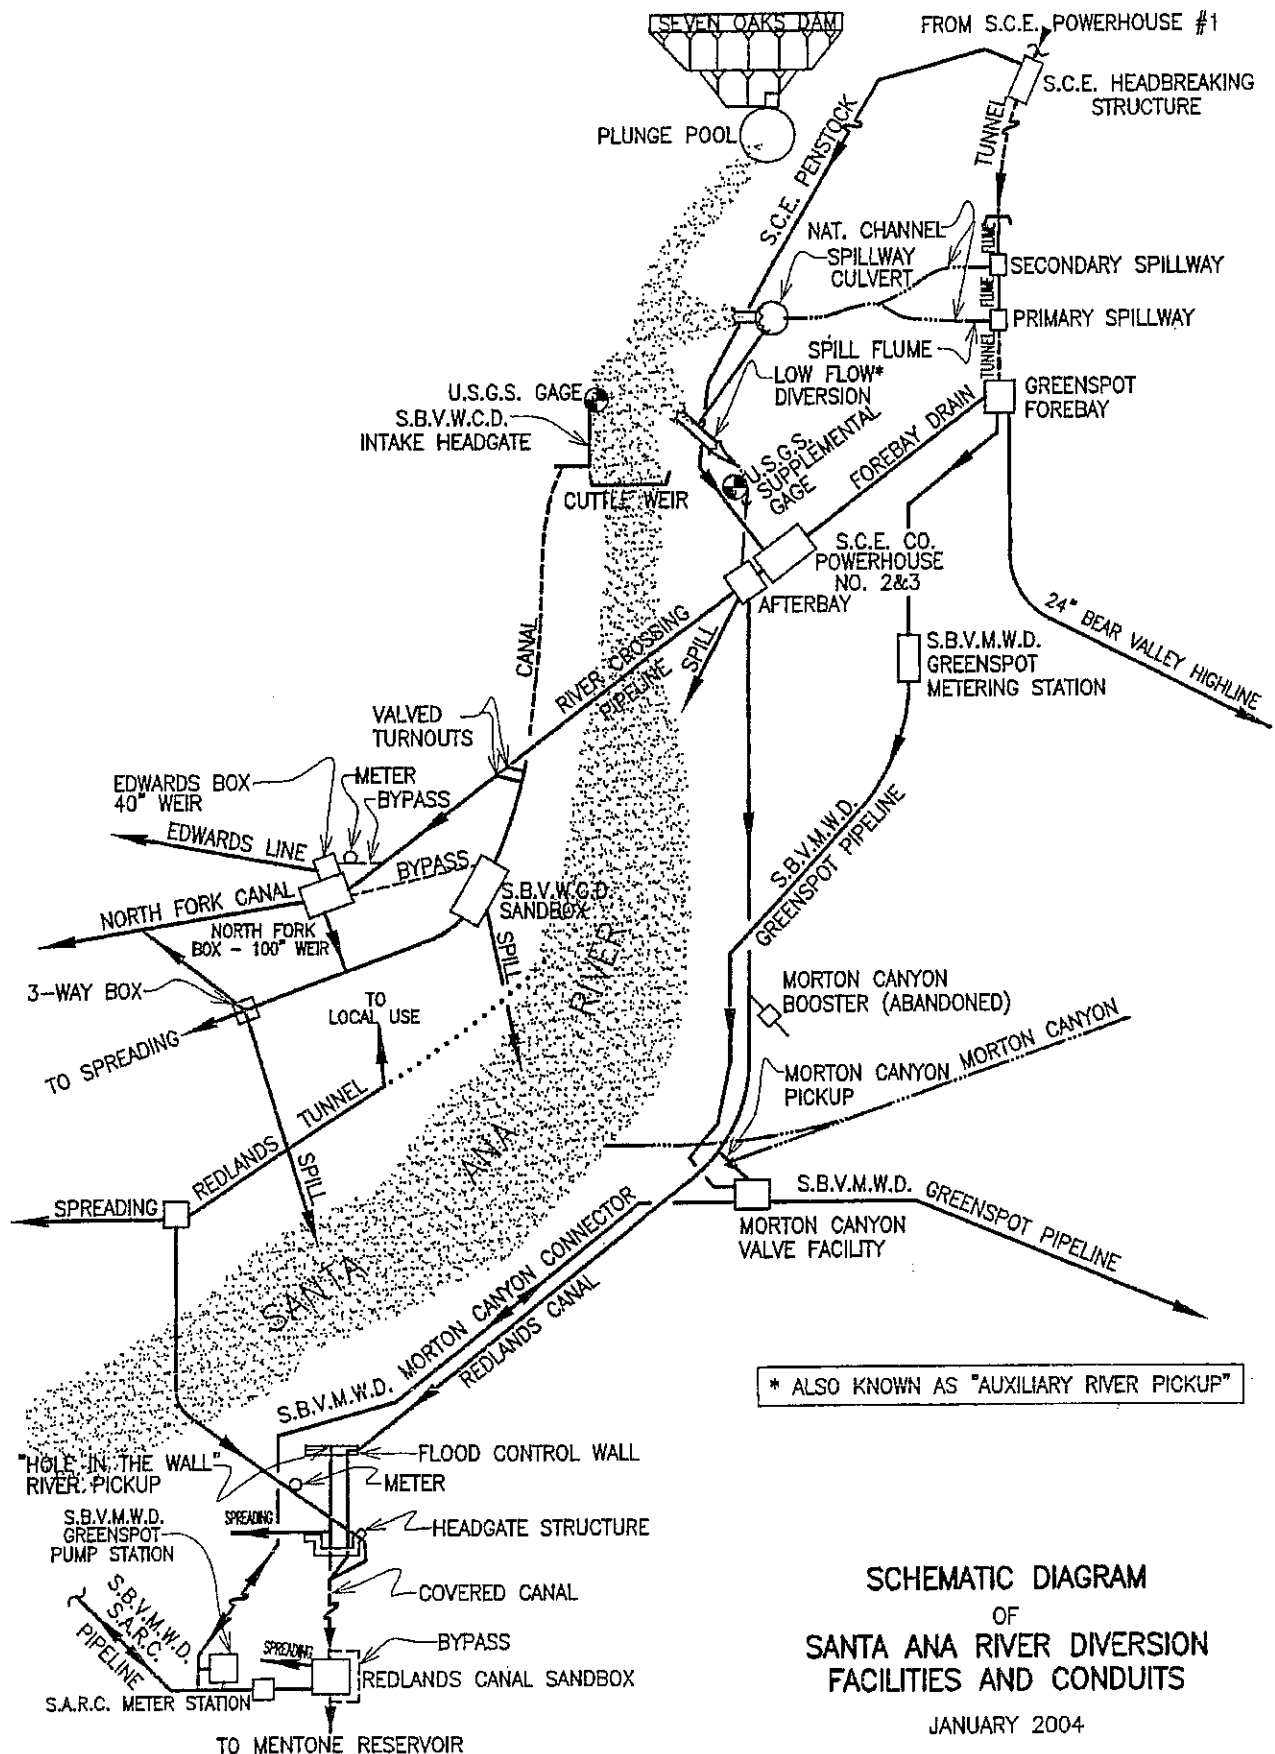 SEVEN OAKS DAM
FROM S.C.E. POWERHOUSE #1
S.C.E. HEADBREAKING
STRUCTURE
PLUNGE POOL
TUNNEL
S.C.E. PENSTOCK
NAT. CHANNEL
SPILLWAY
CULVERT
FLUME
SECONDARY SPILLWAY
FLUME
PRIMARY SPILLWAY
SPILL FLUME
TUNNEL
LOW FLOW*
DIVERSION
GREENSPOT
FOREBAY
U.S.G.S. GAGE
S.B.V.W.C.D.
INTAKE HEADGATE
FOREBAY DRAIN
U.S.G.S.
SUPPLEMENTAL
GAGE
CUTTLE WEIR
S.C.E. CO.
POWERHOUSE
NO. 2&3
AFTERBAY
24" BEAR VALLEY HIGHLINE
CANAL
RIVER CROSSING
PIPELINE
SPILL
S.B.V.M.W.D.
GREENSPOT
METERING STATION
VALVED
TURNOUTS
EDWARDS BOX
40" WEIR
METER
BYPASS
EDWARDS LINE
BYPASS
S.B.V.M.W.D.
GREENSPOT PIPELINE
NORTH FORK CANAL
S.B.V.W.C.D.
SANDBOX
NORTH FORK
BOX - 100" WEIR
SPILL
RIVER
3-WAY BOX
TO
LOCAL USE
MORTON CANYON
BOOSTER (ABANDONED)
TO SPREADING
MORTON CANYON
MORTON CANYON
PICKUP
REDLANDS TUNNEL
ANA
SPILL
SPREADING
S.B.V.M.W.D. GREENSPOT PIPELINE
MORTON CANYON
VALVE FACILITY
SANTA
S.B.V.M.W.D. MORTON CANYON CONNECTOR
REDLANDS CANAL
* ALSO KNOWN AS "AUXILIARY RIVER PICKUP"
"HOLE IN THE WALL"
RIVER PICKUP
FLOOD CONTROL WALL
METER
S.B.V.M.W.D.
GREENSPOT
PUMP STATION
SPREADING
HEADGATE STRUCTURE
COVERED CANAL
S.B.V.M.W.D.
S.A.R.C.
PIPELINE
SPREADING
BYPASS
REDLANDS CANAL SANDBOX
S.A.R.C. METER STATION
TO MENTONE RESERVOIR
SCHEMATIC DIAGRAM
OF
SANTA ANA RIVER DIVERSION
FACILITIES AND CONDUITS
JANUARY 2004